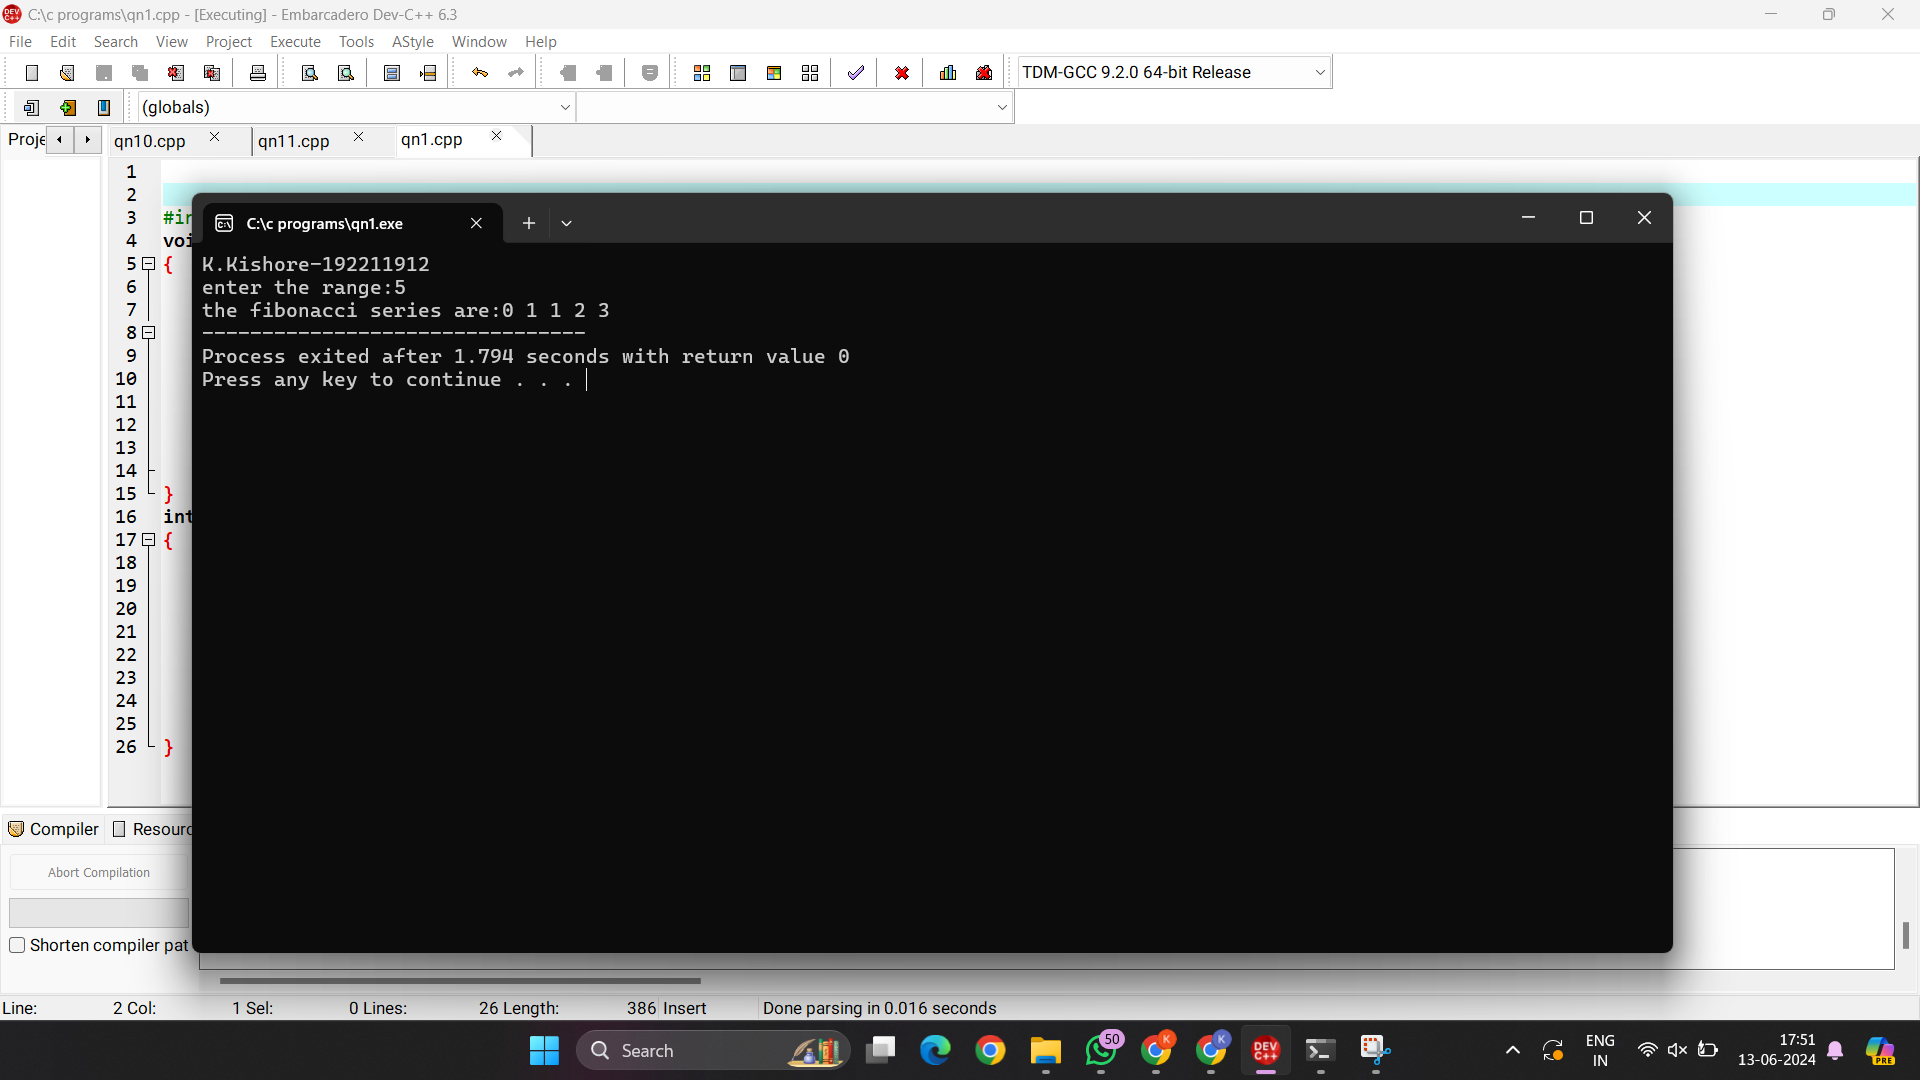 C:\c programs\qn1.cpp - [Executing] - Embarcadero Dev-C++ 6.3
File Edit Search View Project Execute Tools AStyle Window Help
TDM-GCC 9.2.0 64-bit Release
(globals)
Proje qn10.cpp qn11.cpp qn1.cpp
1
2
3 #in
4 voi
5 {
6
7
8
9
10
11
12
13
14
15 }
16 int
17 {
18
19
20
21
22
23
24
25
26 }
C:\c programs\qn1.exe
K.Kishore-192211912
enter the range:5
the fibonacci series are:0 1 1 2 3
--------------------------------
Process exited after 1.794 seconds with return value 0
Press any key to continue . . .
Compiler Resourc
Abort Compilation
Shorten compiler pat
Line: 2 Col: 1 Sel: 0 Lines: 26 Length: 386 Insert Done parsing in 0.016 seconds
Search
50
K
K
DEV C++
ENG
IN
17:51
13-06-2024
PRE